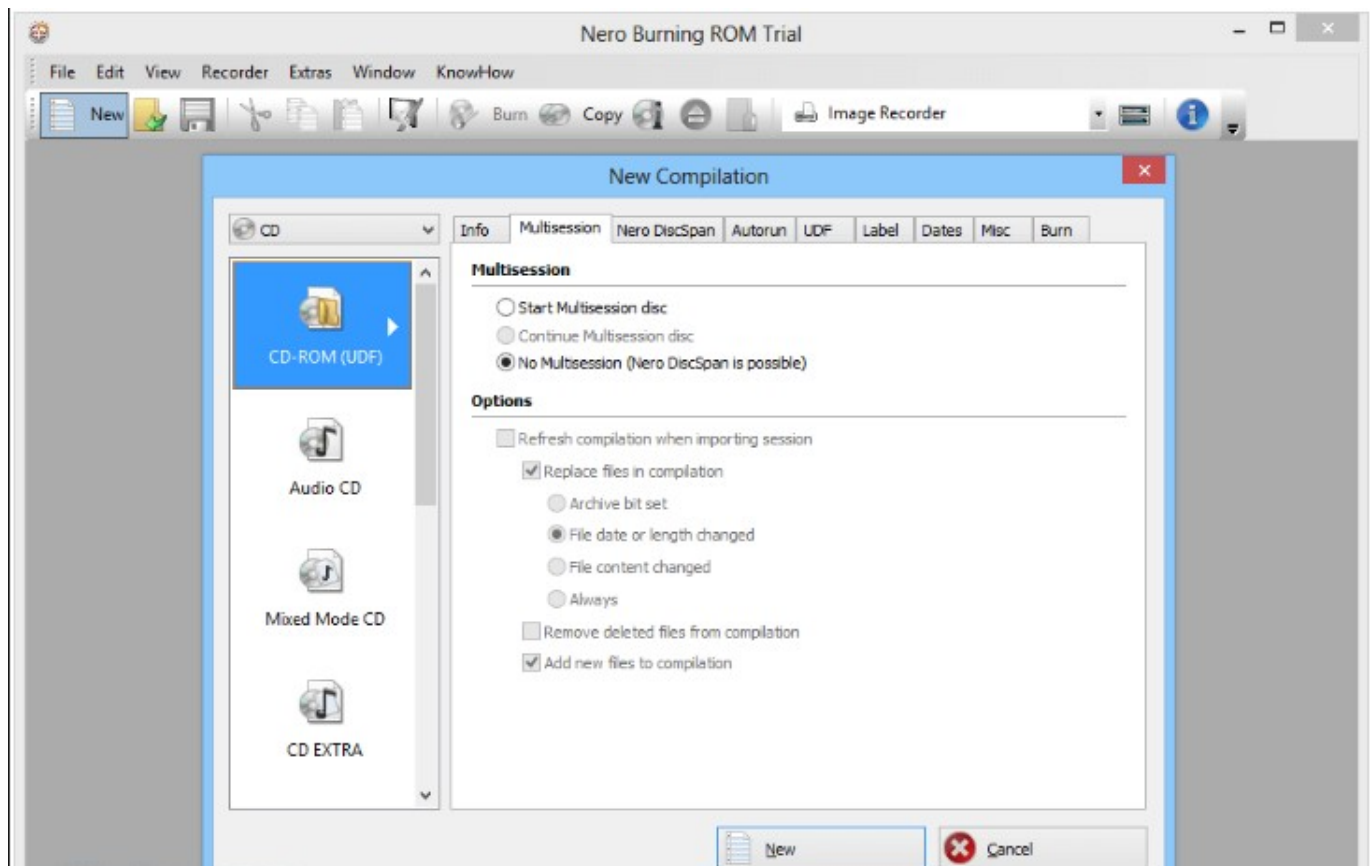 Nero Burning ROM Trial
File Edit View Recorder Extras Window KnowHow
New Burn Copy Image Recorder
New Compilation
CD
Info Multisession Nero DiscSpan Autorun UDF Label Dates Misc Burn
CD-ROM (UDF)
Audio CD
Mixed Mode CD
CD EXTRA
Multisession
Start Multisession disc
Continue Multisession disc
No Multisession (Nero DiscSpan is possible)
Options
Refresh compilation when importing session
Replace files in compilation
Archive bit set
File date or length changed
File content changed
Always
Remove deleted files from compilation
Add new files to compilation
New Cancel